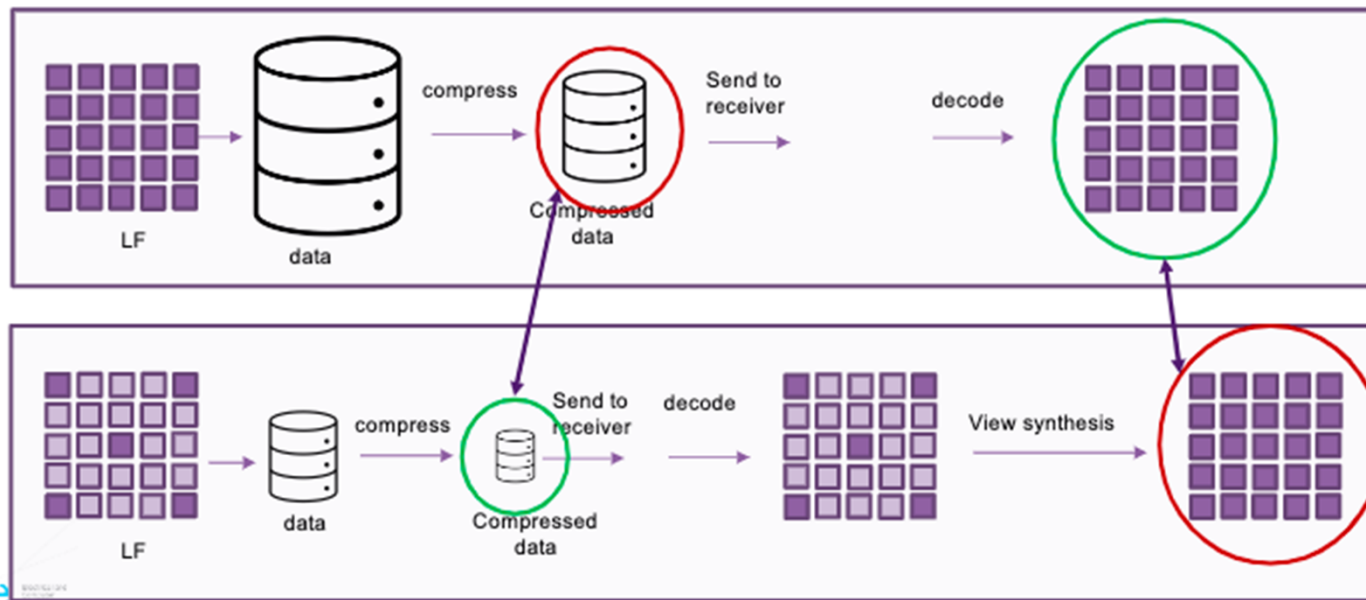 compress
Send to
receiver
decode
LF
data
Compressed
data
compress
Send to
receiver
decode
View synthesis
data
Compressed
data
LF